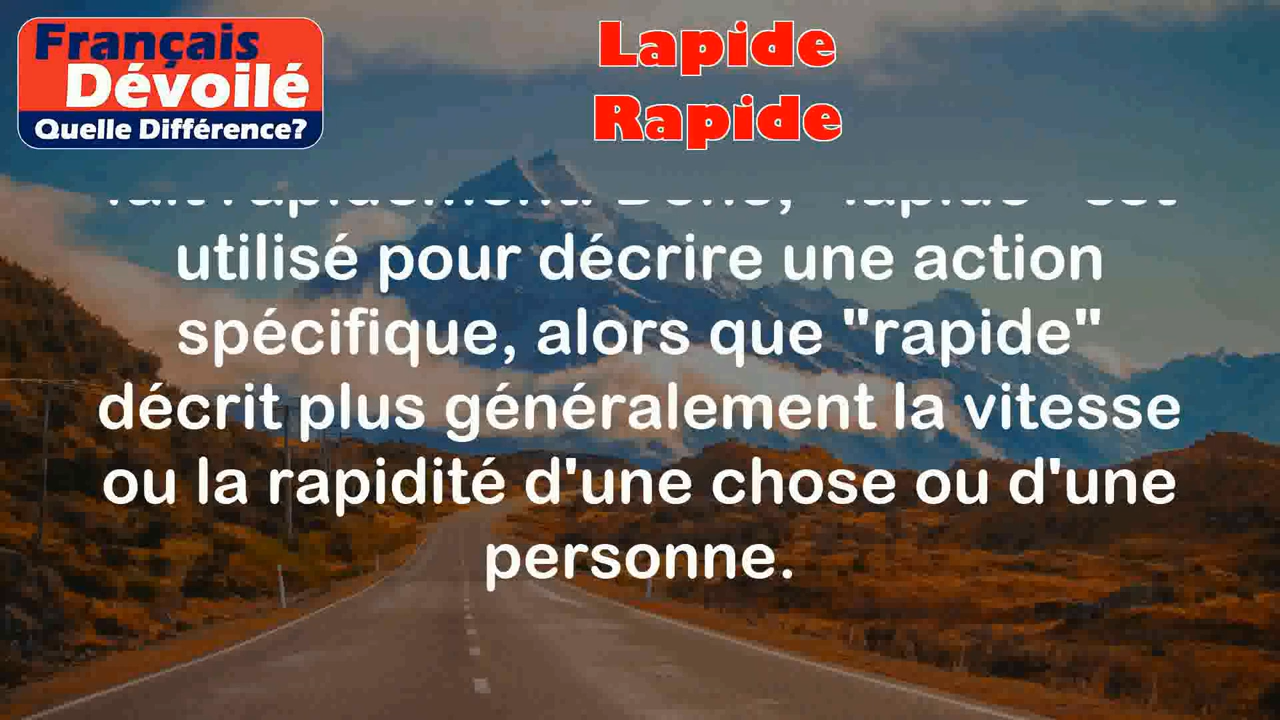 Français
Dévoilé
Quelle Différence?
Lapide
Rapide
utilisé pour décrire une action
spécifique, alors que "rapide"
décrit plus généralement la vitesse
ou la rapidité d'une chose ou d'une
personne.